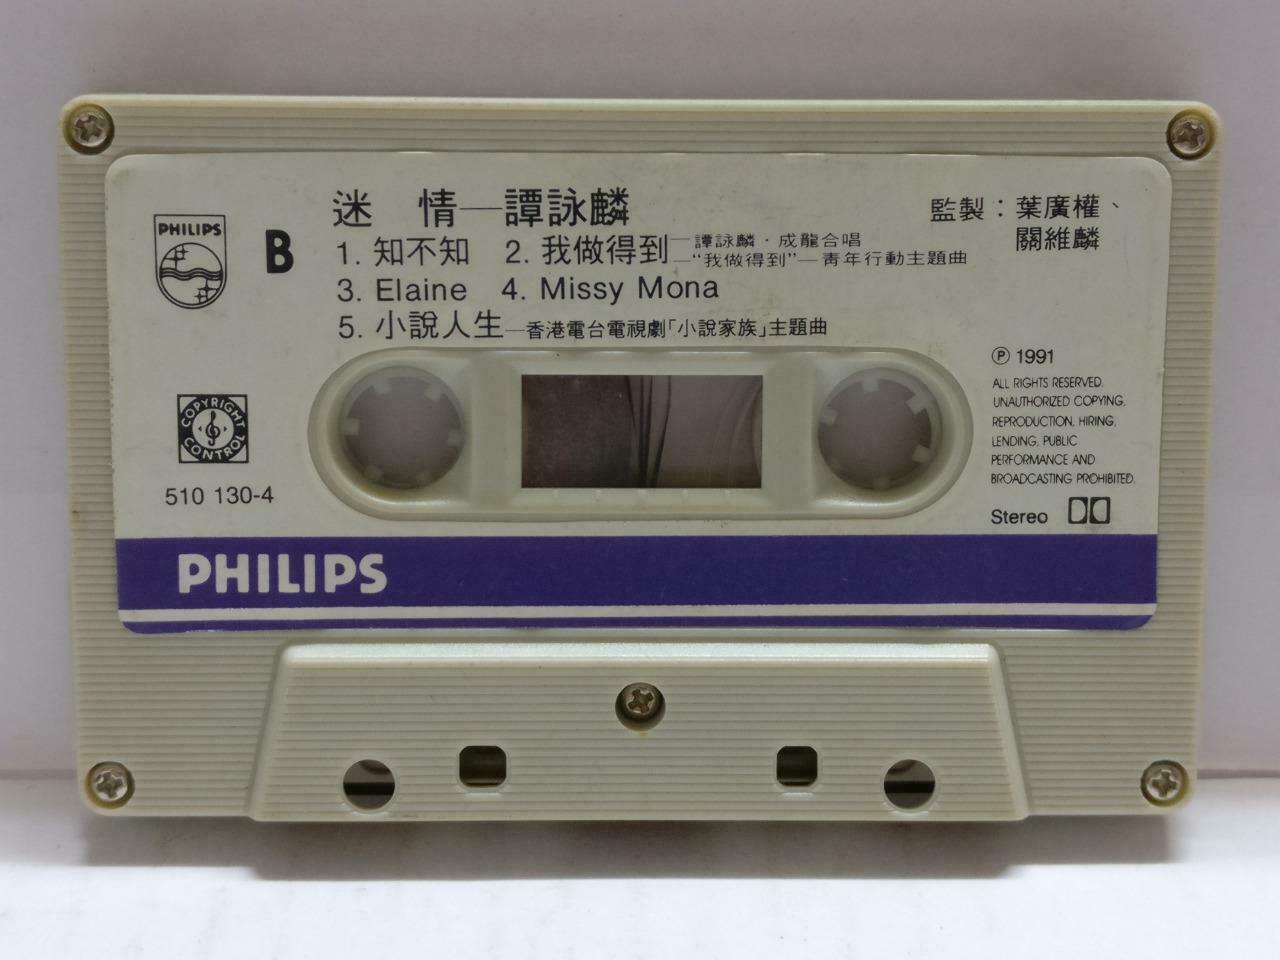 迷 情—譚詠麟
監製：葉廣權、
關維麟
PHILIPS
B
1. 知不知 2. 我做得到—譚詠麟·成龍合唱
—“我做得到”—青年行動主題曲
3. Elaine 4. Missy Mona
5. 小說人生—香港電台電視劇「小說家族」主題曲
COPYRIGHT CONTROL
510 130-4
Ⓟ 1991
ALL RIGHTS RESERVED.
UNAUTHORIZED COPYING,
REPRODUCTION, HIRING,
LENDING, PUBLIC
PERFORMANCE AND
BROADCASTING PROHIBITED.
Stereo
PHILIPS